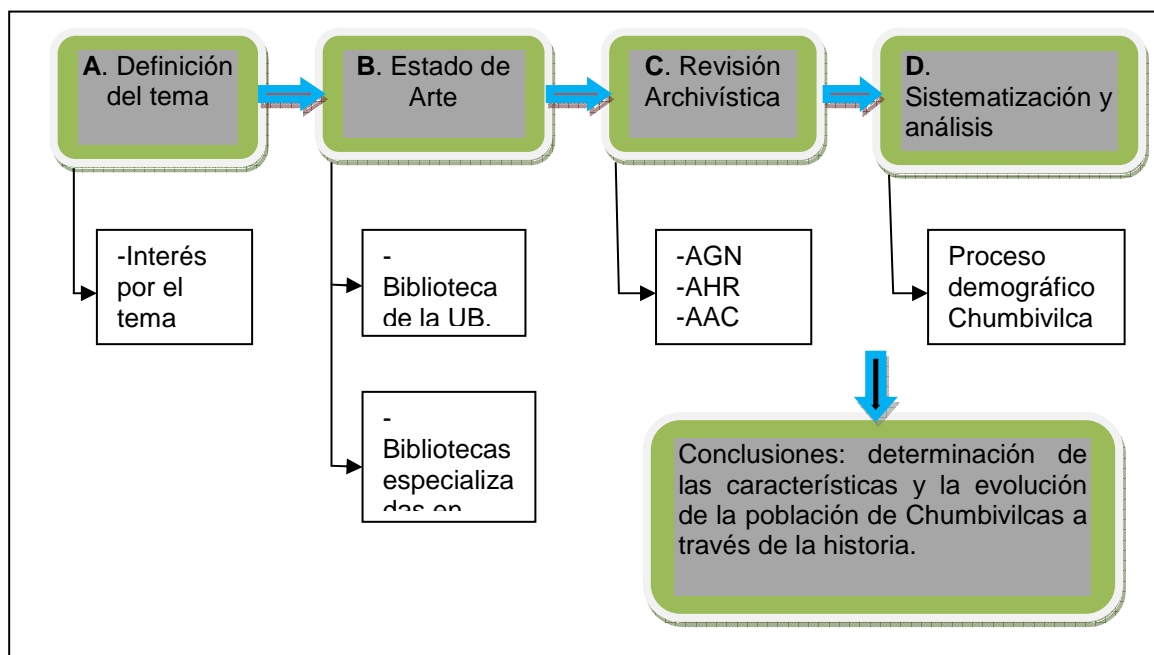 A. Definición
del tema
B. Estado de
Arte
C. Revisión
Archivística
D.
Sistematización y
análisis
-Interés
por el
tema
-
Biblioteca
de la UB.
-
Bibliotecas
especializa
das en
-AGN
-AHR
-AAC
Proceso
demográfico
Chumbivilca
Conclusiones: determinación de
las características y la evolución
de la población de Chumbivilcas a
través de la historia.